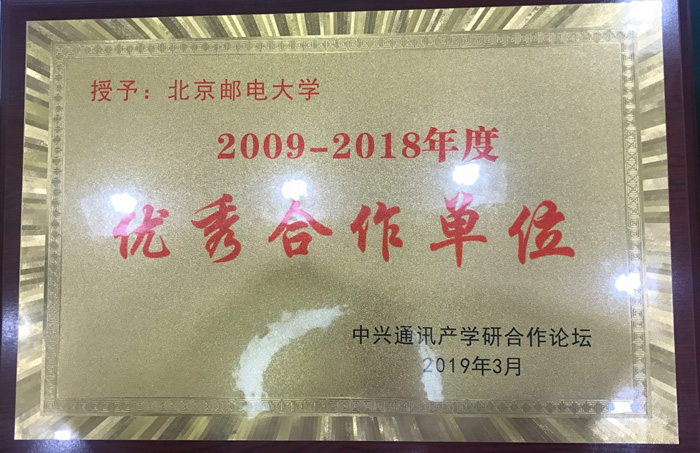 授予：北京邮电大学
2009-2018年度
优秀合作单位
中兴通讯产学研合作论坛
2019年3月